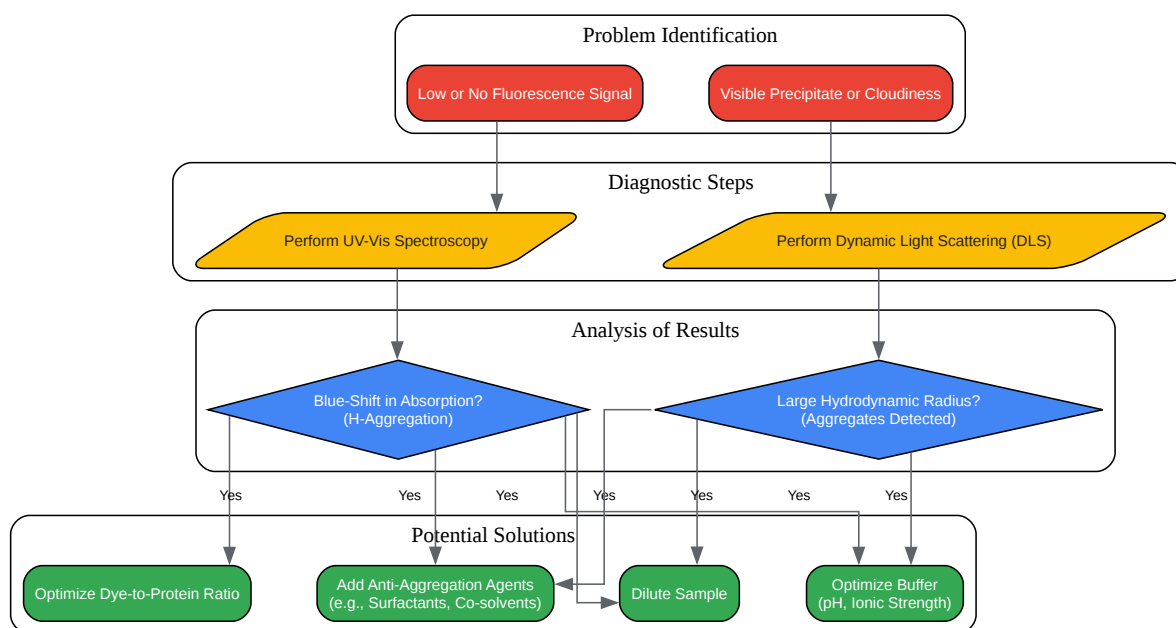 Problem Identification
Low or No Fluorescence Signal
Visible Precipitate or Cloudiness
Diagnostic Steps
Perform UV-Vis Spectroscopy
Perform Dynamic Light Scattering (DLS)
Analysis of Results
Blue-Shift in Absorption?
(H-Aggregation)
Large Hydrodynamic Radius?
(Aggregates Detected)
Yes
Yes
Yes
Yes
Yes
Yes
Yes
Potential Solutions
Optimize Dye-to-Protein Ratio
Add Anti-Aggregation Agents
(e.g., Surfactants, Co-solvents)
Dilute Sample
Optimize Buffer
(pH, Ionic Strength)